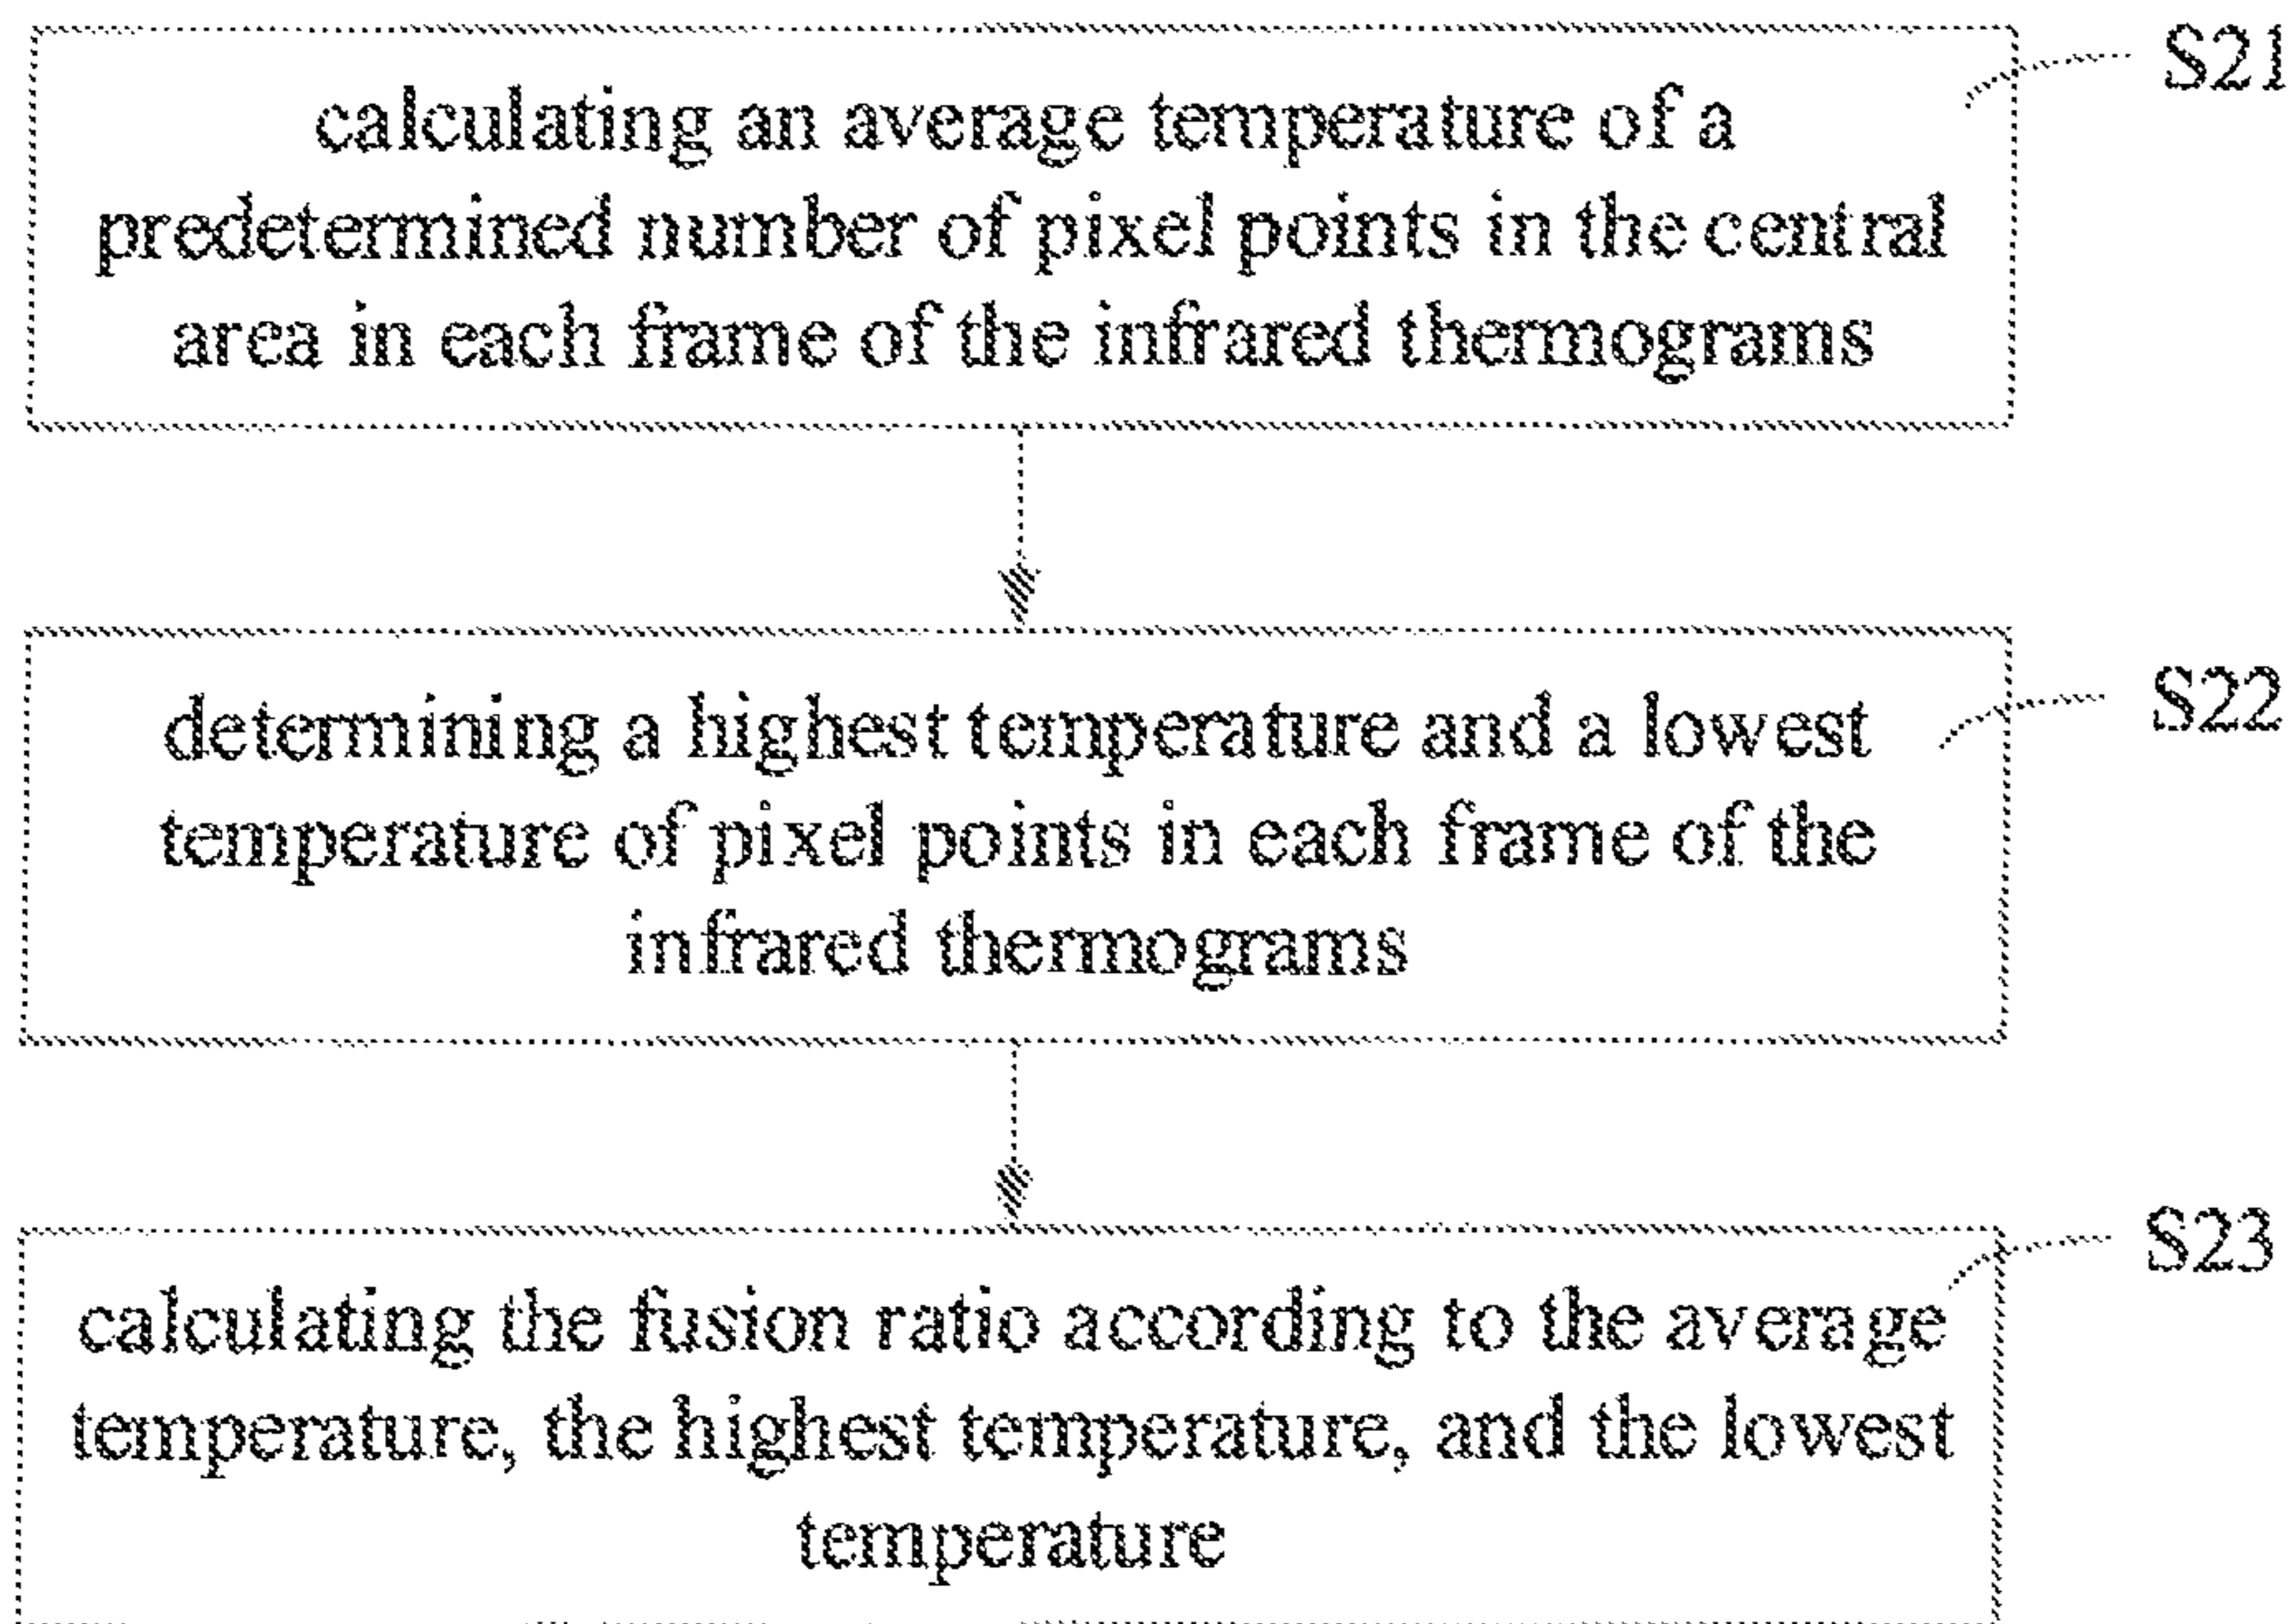 S21
calculating an average temperature of a
predetermined number of pixel points in the central
area in each frame of the infrared thermograms
S22
determining a highest temperature and a lowest
temperature of pixel points in each frame of the
infrared thermograms
S23
calculating the fusion ratio according to the average
temperature, the highest temperature, and the lowest
temperature